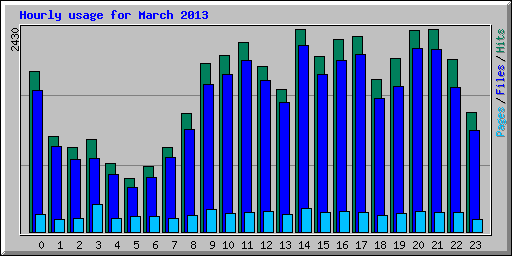 Hourly usage for March 2013
2430
Pages / Files / Hits
0 1 2 3 4 5 6 7 8 9 10 11 12 13 14 15 16 17 18 19 20 21 22 23